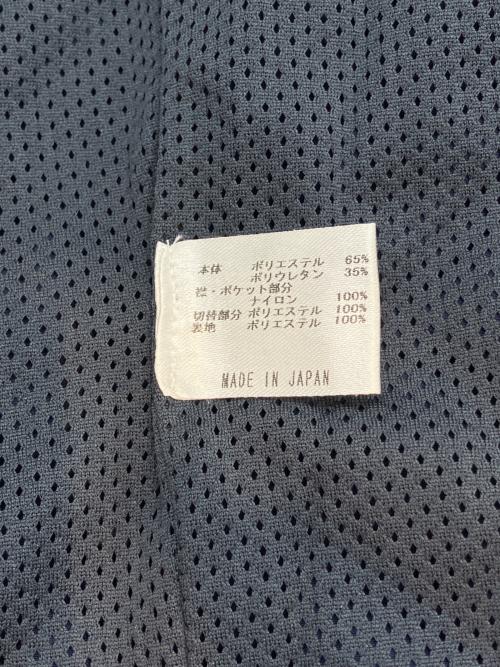 本体 ポリエステル 65%
ポリウレタン 35%
襟・ポケット部分
ナイロン 100%
切替部分 ポリエステル 100%
裏地 ポリエステル 100%
MADE IN JAPAN